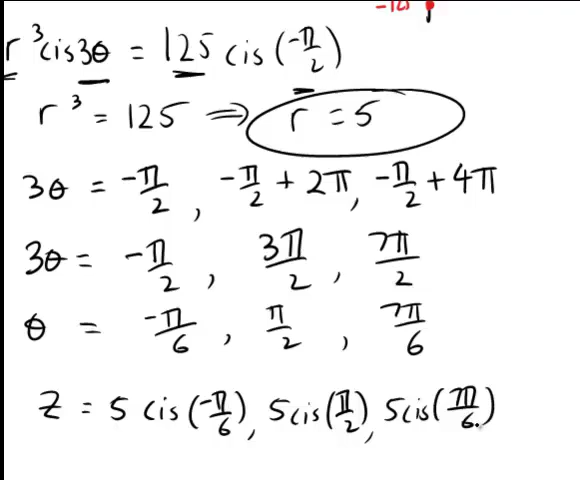 -121
r³cis3θ = 125 cis(-π/2)
r³ = 125 ⇒ r = 5
3θ = -π/2, -π/2 + 2π, -π/2 + 4π
3θ = -π/2, 3π/2, 7π/2
θ = -π/6, π/2, 7π/6
z = 5 cis(-π/6), 5cis(π/2), 5cis(7π/6)